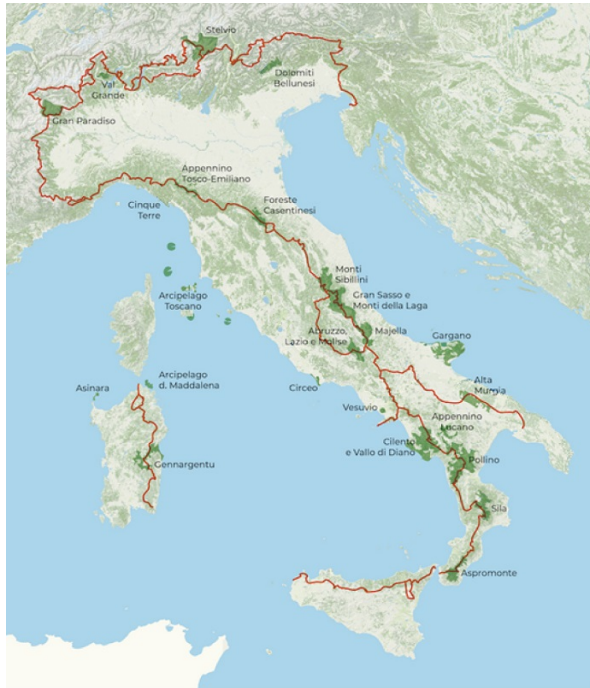 Stelvio
Dolomiti
Bellunesi
Val
Grande
Gran Paradiso
Appennino
Tosco-Emiliano
Cinque
Terre
Foreste
Casentinesi
Monti
Sibillini
Arcipelago
Toscano
Gran Sasso e
Monti della Laga
Abruzzo,
Lazio e Molise
Majella
Gargano
Arcipelago
d. Maddalena
Asinara
Circeo
Alta
Murgia
Vesuvio
Appennino
Lucano
Cilento
e Vallo di Diano
Pollino
Gennargentu
Sila
Aspromonte